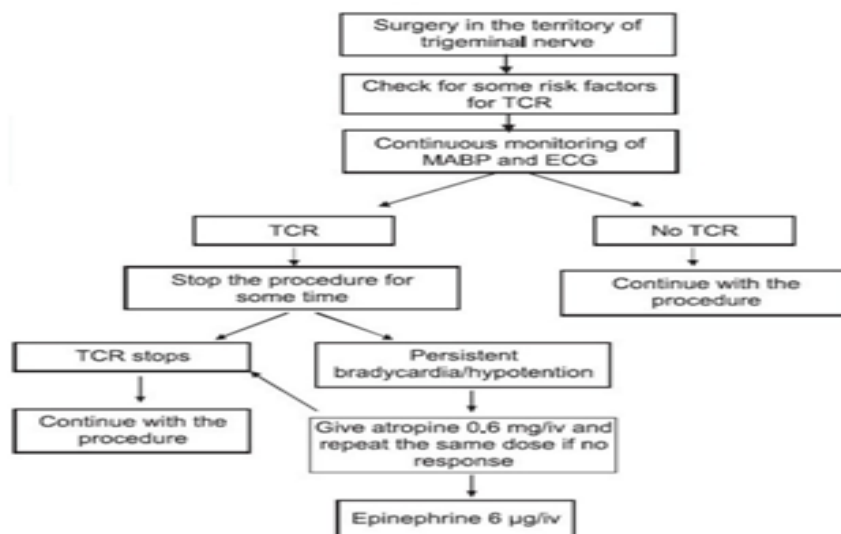 Surgery in the territory of
trigeminal nerve
Check for some risk factors
for TCR
Continuous monitoring of
MABP and ECG
TCR
No TCR
Stop the procedure for
some time
Continue with the
procedure
TCR stops
Persistent
bradycardia/hypotention
Continue with the
procedure
Give atropine 0.6 mg/iv and
repeat the same dose if no
response
Epinephrine 6 µg/iv